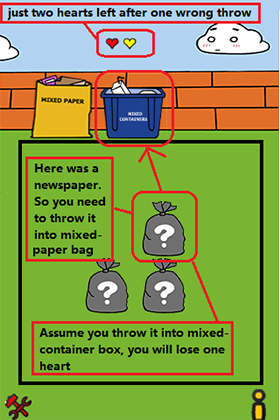 just two hearts left after one wrong throw
MIXED PAPER
MIXED
CONTAINERS
Here was a
newspaper.
So you need
to throw it
into mixed-
paper bag
?
?
?
Assume you throw it into mixed-
container box, you will lose one
heart